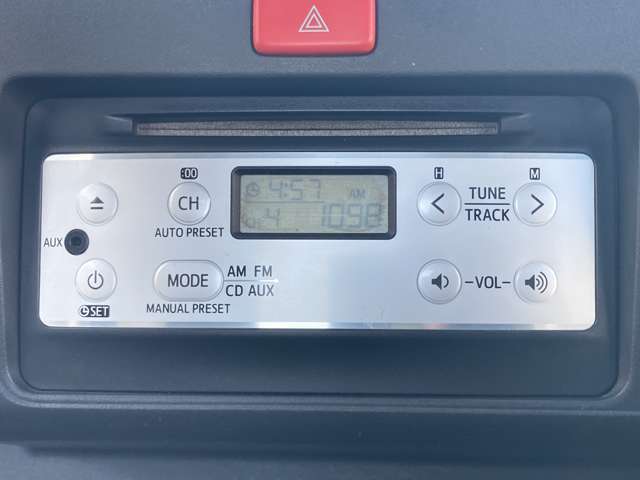 :00
H
M
4:57
AM
CH
TUNE
TRACK
CH 4
1098
AUTO PRESET
AUX
MODE
AM FM
CD AUX
-VOL-
SET
MANUAL PRESET